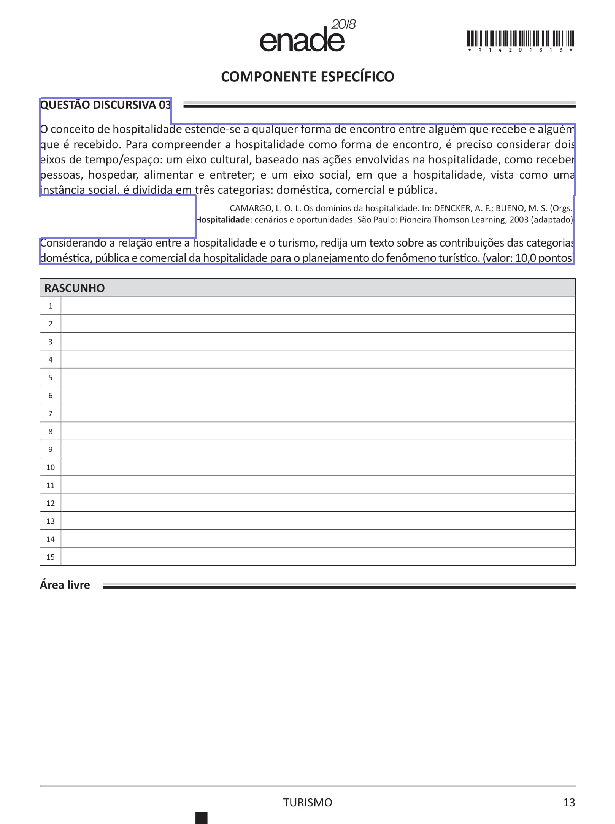 enade2018
*R1420181 3*
COMPONENTE ESPECÍFICO
QUESTÃO DISCURSIVA 03
O conceito de hospitalidade estende-se a qualquer forma de encontro entre alguém que recebe e alguém
que é recebido. Para compreender a hospitalidade como forma de encontro, é preciso considerar dois
eixos de tempo/espaço: um eixo cultural, baseado nas ações envolvidas na hospitalidade, como receber
pessoas, hospedar, alimentar e entreter; e um eixo social, em que a hospitalidade, vista como uma
instância social, é dividida em três categorias: doméstica, comercial e pública.
CAMARGO, L. O. L. Os domínios da hospitalidade. In: DENCKER, A. F.; BUENO, M. S. (Orgs.
Hospitalidade: cenários e oportunidades. São Paulo: Pioneira Thomson Learning, 2003 (adaptado)
Considerando a relação entre a hospitalidade e o turismo, redija um texto sobre as contribuições das categorias
doméstica, pública e comercial da hospitalidade para o planejamento do fenômeno turístico. (valor: 10,0 pontos
RASCUNHO
1
2
3
4
5
6
7
8
9
10
11
12
13
14
15
Área livre
TURISMO
13